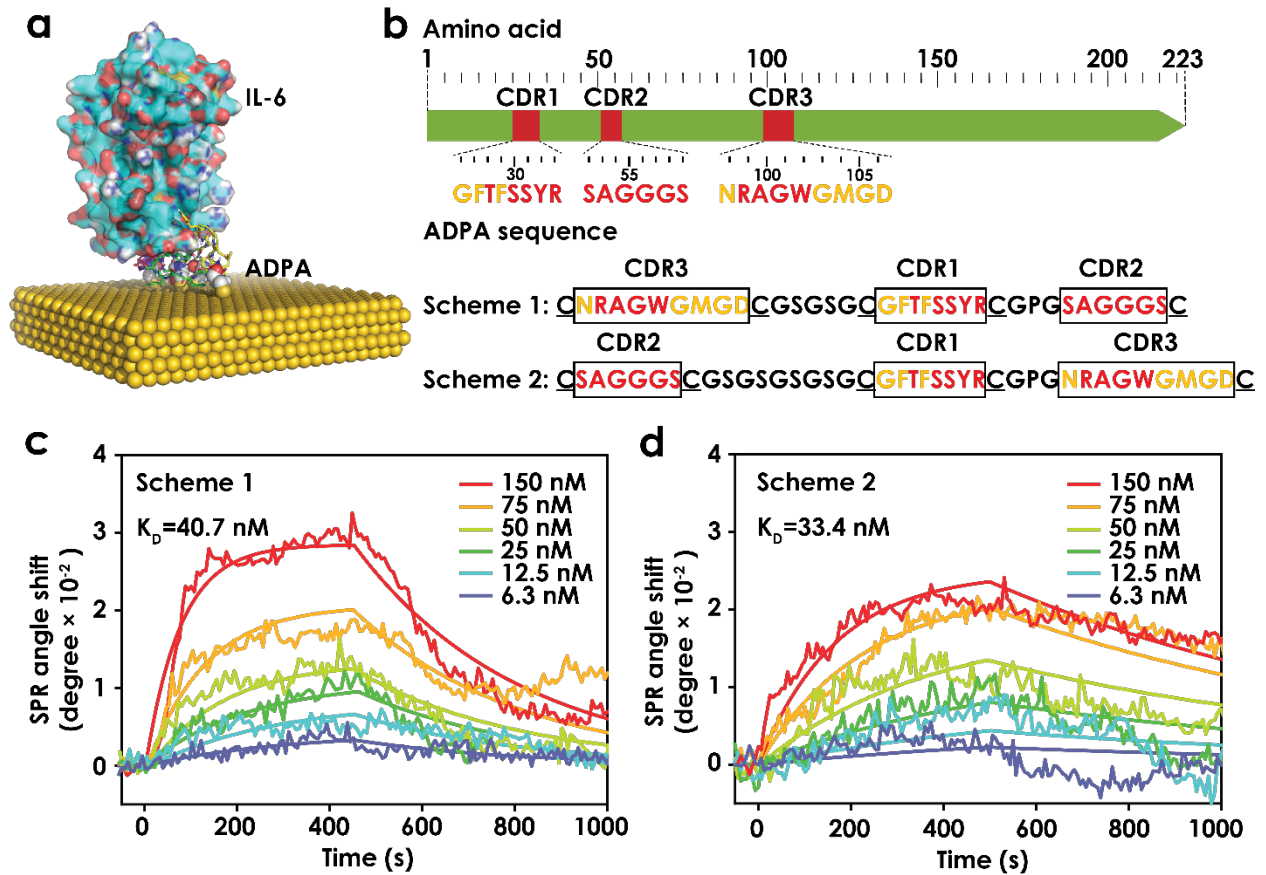 a
IL-6
ADPA
b
Amino acid
1 50 100 150 200 223
CDR1 CDR2 CDR3
30 55 100 105
GFTFSSYR SAGGGS NRAGWGMGD
ADPA sequence
CDR3 CDR1 CDR2
Scheme 1: CNRAGWGMGDCGSGSGCGFTFSSYRCGPGSAGGGSC
CDR2 CDR1 CDR3
Scheme 2: CSAGGGSCGSGSGSGSGCGFTFSSYRCGPGNRAGWGMGDC
c
Scheme 1
K_D=40.7 nM
150 nM
75 nM
50 nM
25 nM
12.5 nM
6.3 nM
SPR angle shift
(degree × 10⁻²)
4
3
2
1
0
0 200 400 600 800 1000
Time (s)
d
Scheme 2
K_D=33.4 nM
150 nM
75 nM
50 nM
25 nM
12.5 nM
6.3 nM
SPR angle shift
(degree × 10⁻²)
4
3
2
1
0
0 200 400 600 800 1000
Time (s)